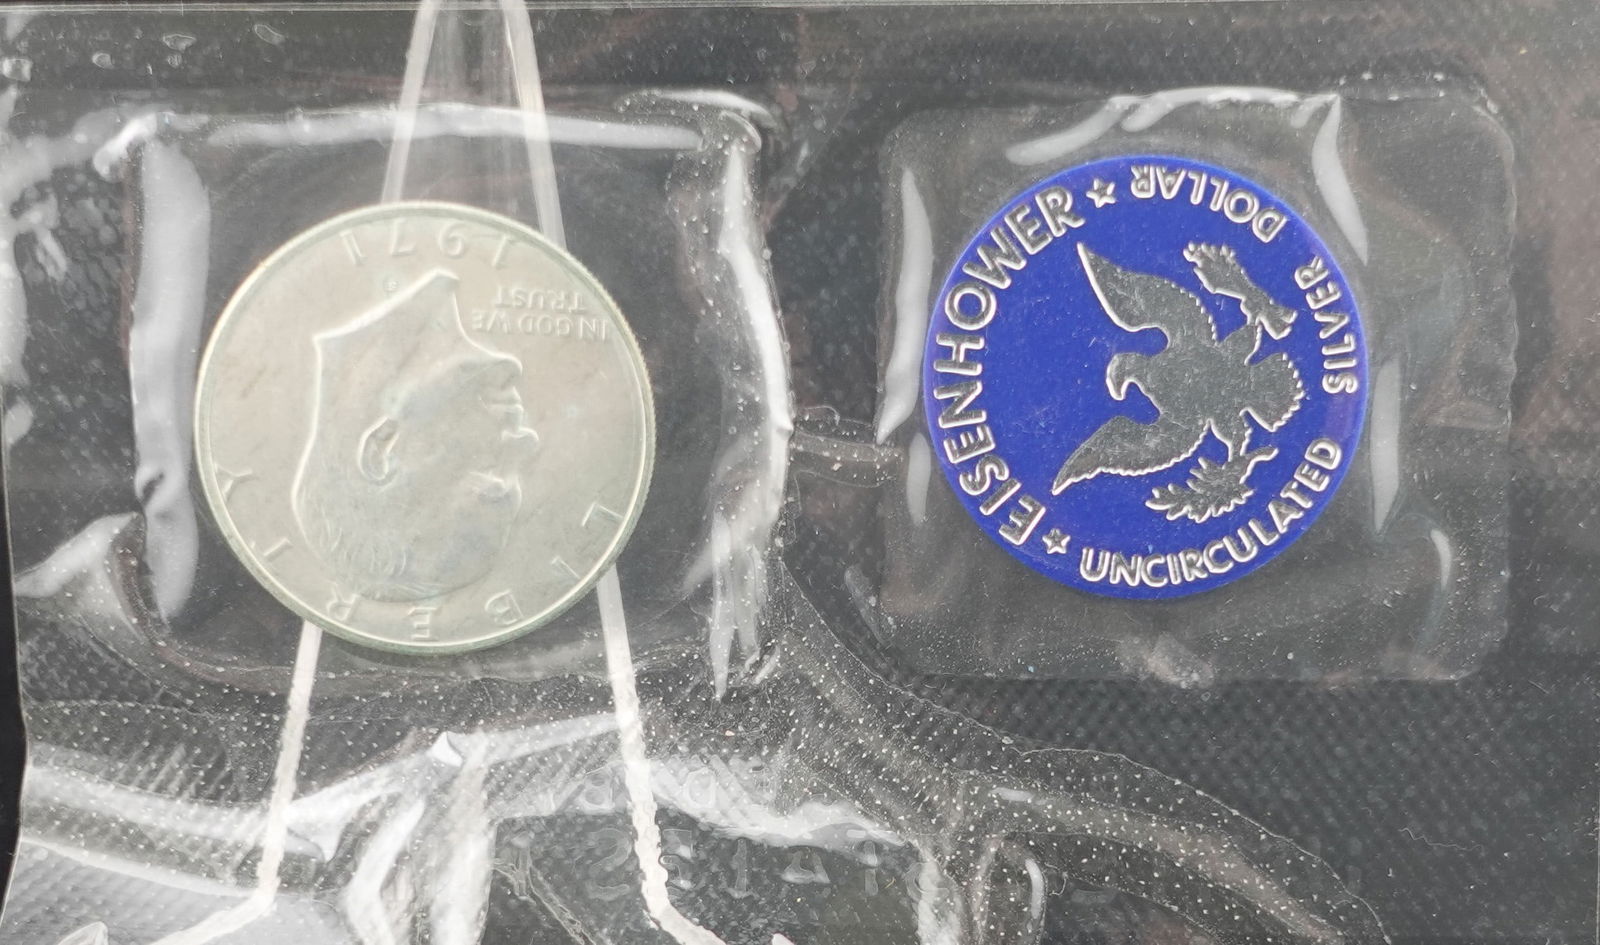 LIBERTY
IN GOD WE
TRUST
S
1971
EISENHOWER ★
UNCIRCULATED SILVER DOLLAR ★